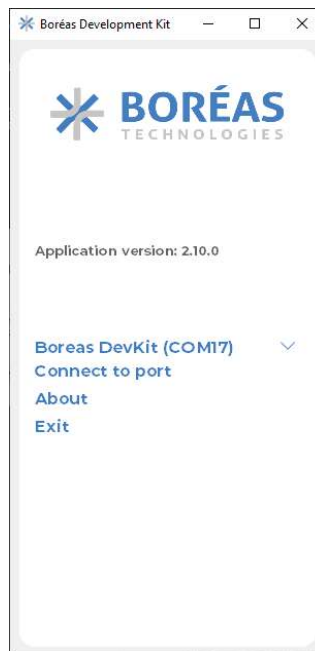 Boréas Development Kit
BORÉAS
TECHNOLOGIES
Application version: 2.10.0
Boreas DevKit (COM17)
Connect to port
About
Exit